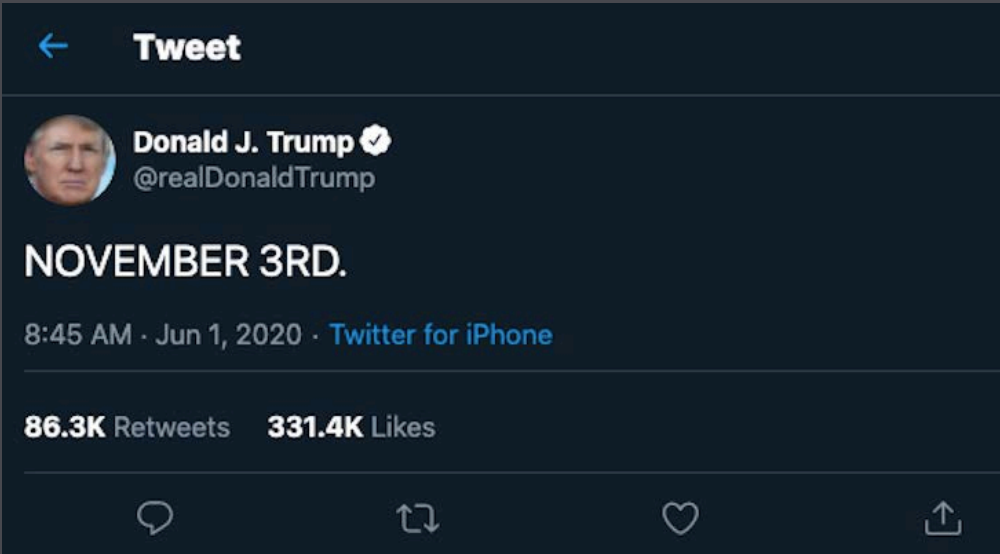 Tweet
Donald J. Trump
@realDonaldTrump
NOVEMBER 3RD.
8:45 AM · Jun 1, 2020 · Twitter for iPhone
86.3K Retweets 331.4K Likes